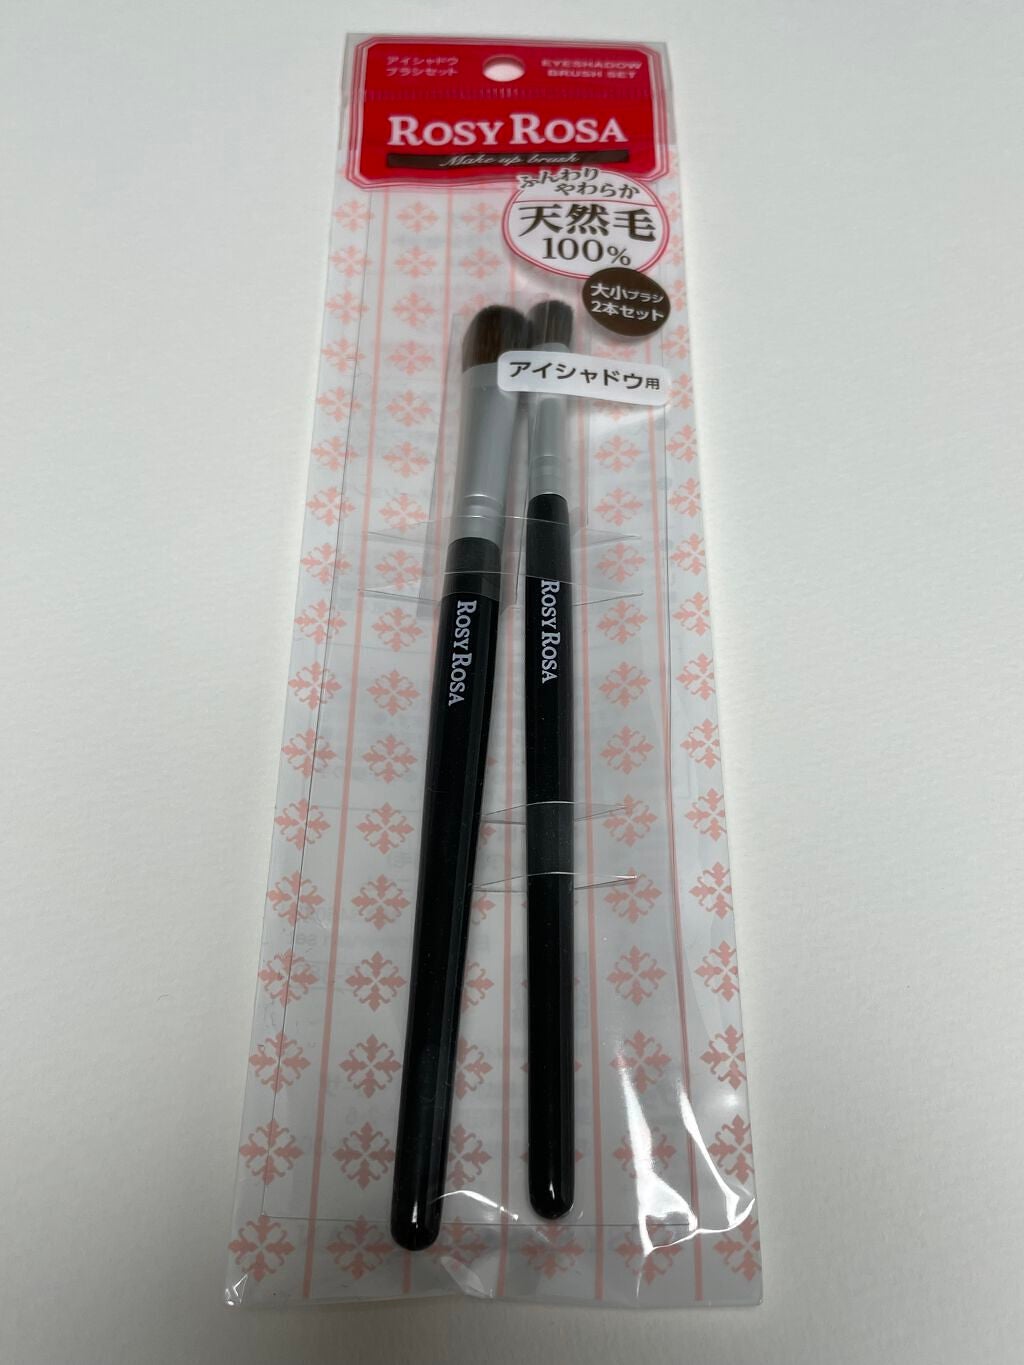 アイシャドウ
ブラシセット
EYESHADOW
BRUSH SET
ROSY ROSA
Make up brush
ふんわり
やわらか
天然毛
100%
大小ブラシ
2本セット
アイシャドウ用
ROSY ROSA
ROSY ROSA